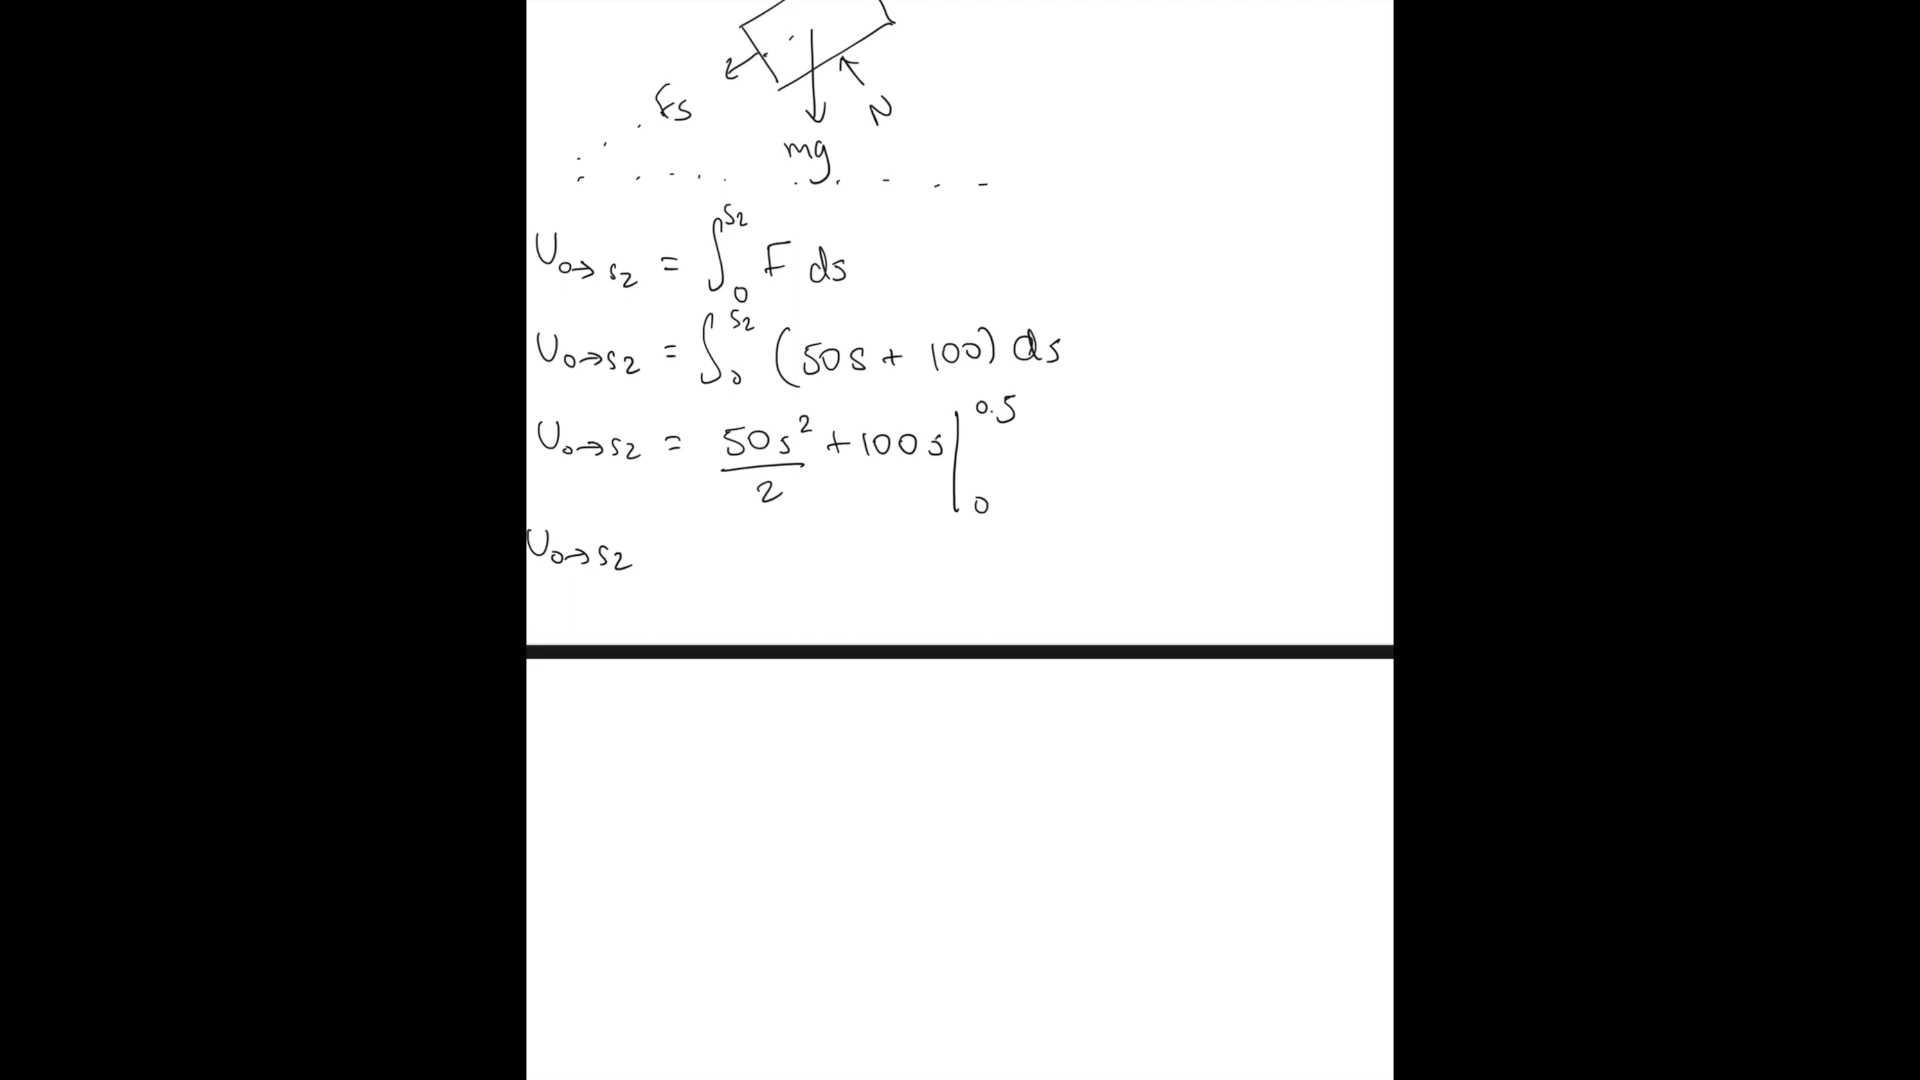 Fs
N
mg
U₀→s₂ = ∫₀^s₂ F ds
U₀→s₂ = ∫₀^s₂ (50s + 100) ds
U₀→s₂ = 50s²/2 + 100s |₀^0.5
U₀→s₂